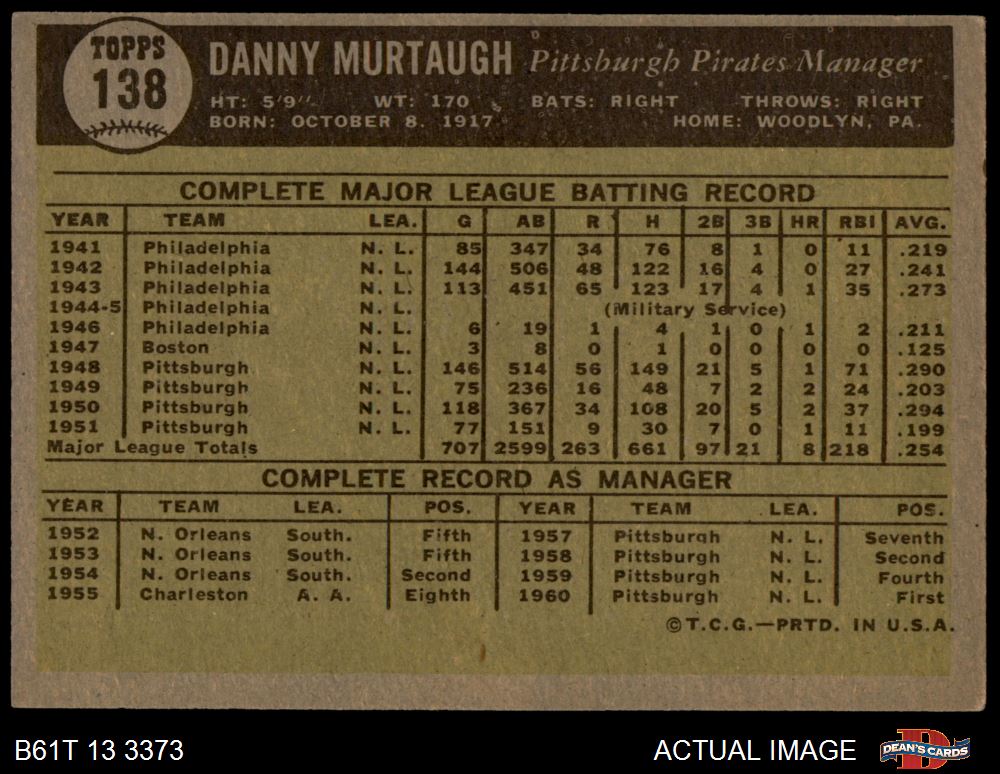 TOPPS
138
DANNY MURTAUGH Pittsburgh Pirates Manager
HT: 5'9" WT: 170 BATS: RIGHT THROWS: RIGHT
BORN: OCTOBER 8, 1917 HOME: WOODLYN, PA.
COMPLETE MAJOR LEAGUE BATTING RECORD
YEAR TEAM LEA. G AB R H 2B 3B HR RBI AVG.
1941 Philadelphia N. L. 85 347 34 76 8 1 0 11 .219
1942 Philadelphia N. L. 144 506 48 122 16 4 0 27 .241
1943 Philadelphia N. L. 113 451 65 123 17 4 1 35 .273
1944-5 Philadelphia N. L. (Military Service)
1946 Philadelphia N. L. 6 19 1 4 1 0 1 2 .211
1947 Boston N. L. 3 8 0 1 0 0 0 0 .125
1948 Pittsburgh N. L. 146 514 56 149 21 5 1 71 .290
1949 Pittsburgh N. L. 75 236 16 48 7 2 2 24 .203
1950 Pittsburgh N. L. 118 367 34 108 20 5 2 37 .294
1951 Pittsburgh N. L. 77 151 9 30 7 0 1 11 .199
Major League Totals 707 2599 263 661 97 21 8 218 .254
COMPLETE RECORD AS MANAGER
YEAR TEAM LEA. POS. YEAR TEAM LEA. POS.
1952 N. Orleans South. Fifth 1957 Pittsburgh N. L. Seventh
1953 N. Orleans South. Fifth 1958 Pittsburgh N. L. Second
1954 N. Orleans South. Second 1959 Pittsburgh N. L. Fourth
1955 Charleston A. A. Eighth 1960 Pittsburgh N. L. First
©T.C.G.—PRTD. IN U.S.A.
B61T 13 3373 ACTUAL IMAGE DEAN'S CARDS